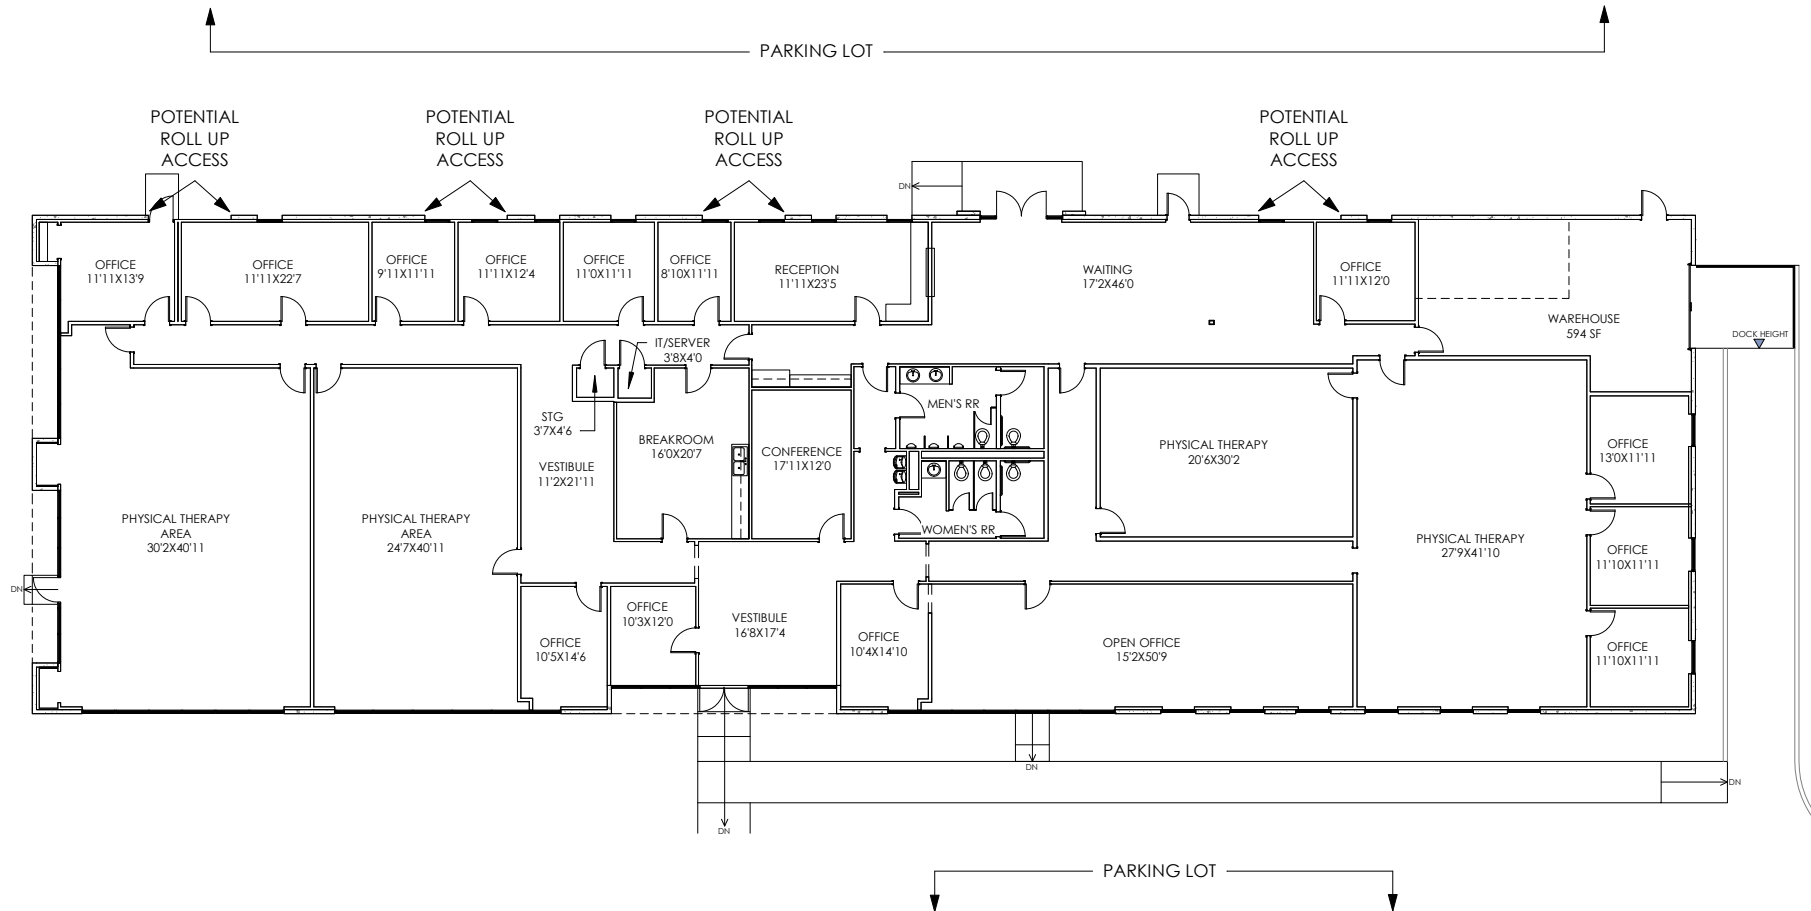 PARKING LOT
POTENTIAL
ROLL UP
ACCESS
POTENTIAL
ROLL UP
ACCESS
POTENTIAL
ROLL UP
ACCESS
POTENTIAL
ROLL UP
ACCESS
DN
OFFICE
11'11X13'9
OFFICE
11'11X22'7
OFFICE
9'11X11'11
OFFICE
11'11X12'4
OFFICE
11'0X11'11
OFFICE
8'10X11'11
RECEPTION
11'11X23'5
WAITING
17'2X46'0
OFFICE
11'11X12'0
WAREHOUSE
594 SF
DOCK HEIGHT
IT/SERVER
3'8X4'0
STG
3'7X4'6
VESTIBULE
11'2X21'11
BREAKROOM
16'0X20'7
CONFERENCE
17'11X12'0
MEN'S RR
WOMEN'S RR
PHYSICAL THERAPY
20'6X30'2
OFFICE
13'0X11'11
PHYSICAL THERAPY
AREA
30'2X40'11
PHYSICAL THERAPY
AREA
24'7X40'11
PHYSICAL THERAPY
27'9X41'10
OFFICE
11'10X11'11
DN
OFFICE
10'5X14'6
OFFICE
10'3X12'0
VESTIBULE
16'8X17'4
OFFICE
10'4X14'10
OPEN OFFICE
15'2X50'9
OFFICE
11'10X11'11
DN
DN
DN
PARKING LOT